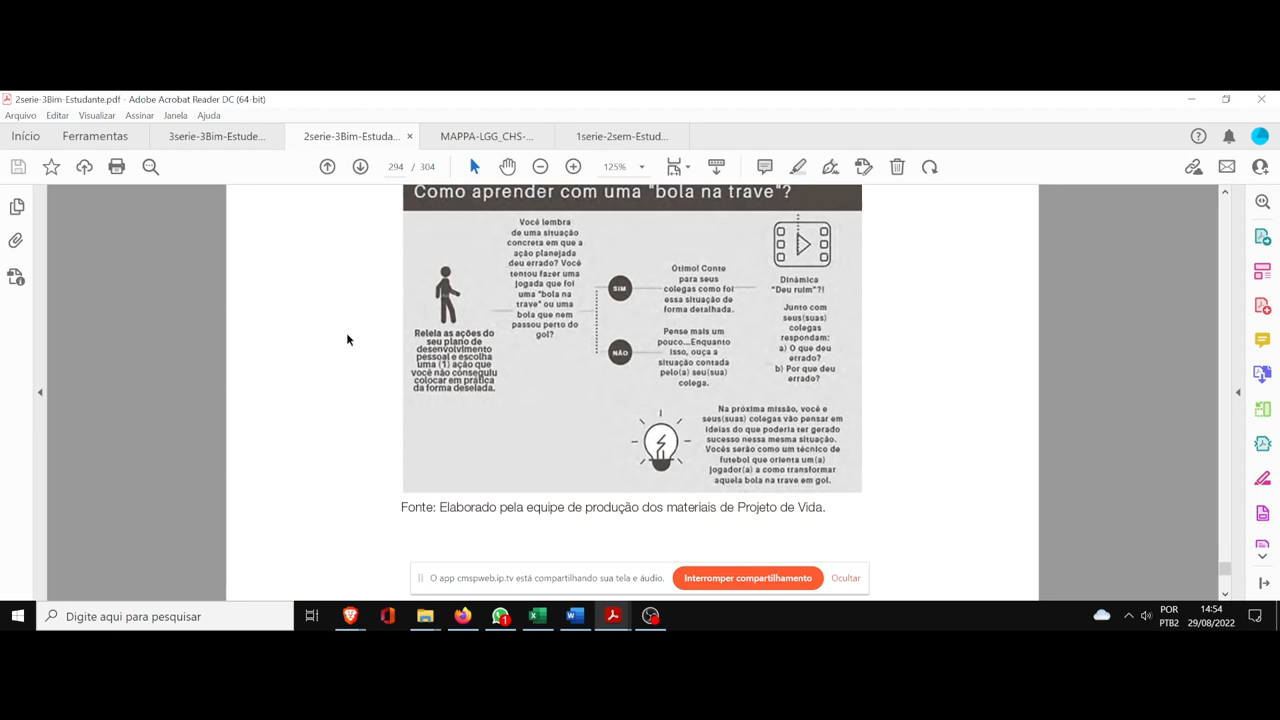 2serie-3Bim-Estudante.pdf - Adobe Acrobat Reader DC (64-bit)
Arquivo Editar Visualizar Assinar Janela Ajuda
Início Ferramentas 3serie-3Bim-Estude... 2serie-3Bim-Estuda... MAPPA-LGG_CHS-... 1serie-2sem-Estud...
294 / 304 125%
Como aprender com uma "bola na trave"?
Você lembra
de uma situação
concreta em que a
ação planejada
deu errado? Você
tentou fazer uma
jogada que foi
uma "bola na
trave" ou uma
bola que nem
passou perto do
gol?
Releia as ações do
seu plano de
desenvolvimento
pessoal e escolha
uma (1) ação que
você não conseguiu
colocar em prática
da forma desejada.
SIM
Ótimo! Conte
para seus
colegas como foi
essa situação de
forma detalhada.
NÃO
Pense mais um
pouco...Enquanto
isso, ouça a
situação contada
pelo(a) seu(sua)
colega.
Dinâmica
"Deu ruim"?!
Junto com
seus(suas)
colegas
respondam:
a) O que deu
errado?
b) Por que deu
errado?
Na próxima missão, você e
seus(suas) colegas vão pensar em
ideias do que poderia ter gerado
sucesso nessa mesma situação.
Vocês serão como um técnico de
futebol que orienta um(a)
jogador(a) a como transformar
aquela bola na trave em gol.
Fonte: Elaborado pela equipe de produção dos materiais de Projeto de Vida.
O app cmspweb.ip.tv está compartilhando sua tela e áudio. Interromper compartilhamento Ocultar
Digite aqui para pesquisar
1
POR 14:54
PTB2 29/08/2022